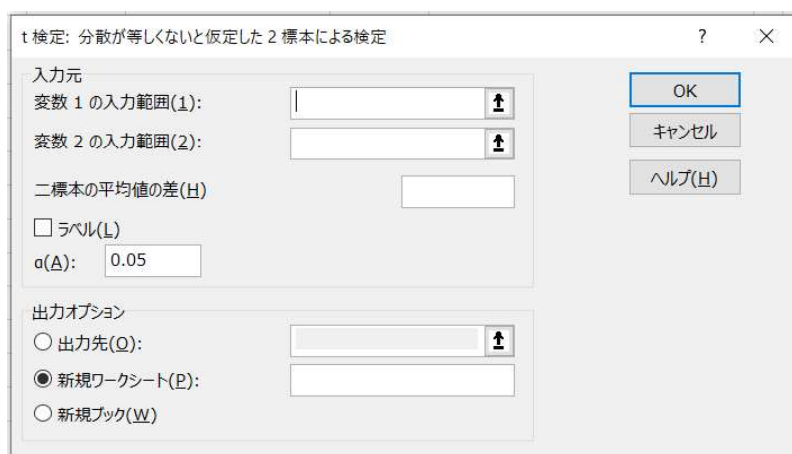 t 検定: 分散が等しくないと仮定した 2 標本による検定
?
入力元
変数 1 の入力範囲(1):
変数 2 の入力範囲(2):
二標本の平均値の差(H)
ラベル(L)
α(A): 0.05
OK
キャンセル
ヘルプ(H)
出力オプション
出力先(O):
新規ワークシート(P):
新規ブック(W)